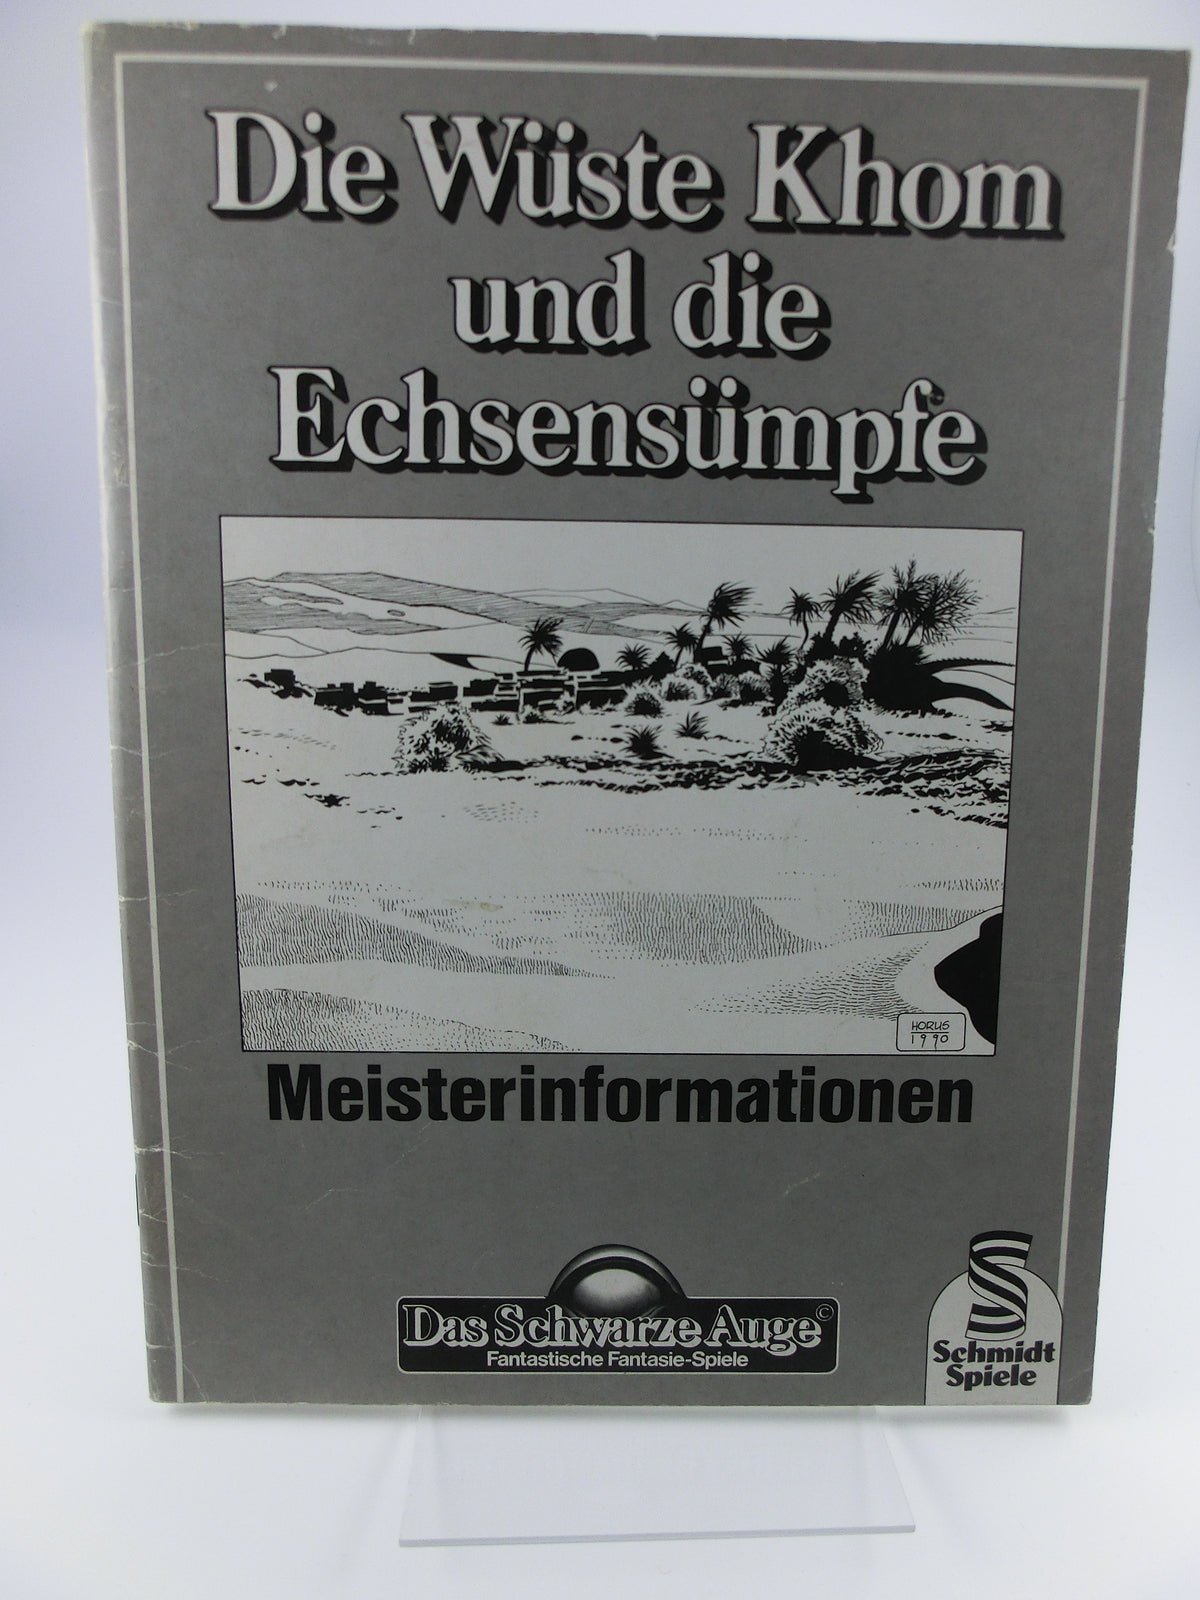 Die Wüste Khom
und die
Echsensümpfe
HORUS
1990
Meisterinformationen
Das Schwarze Auge©
Fantastische Fantasie-Spiele
S
Schmidt
Spiele